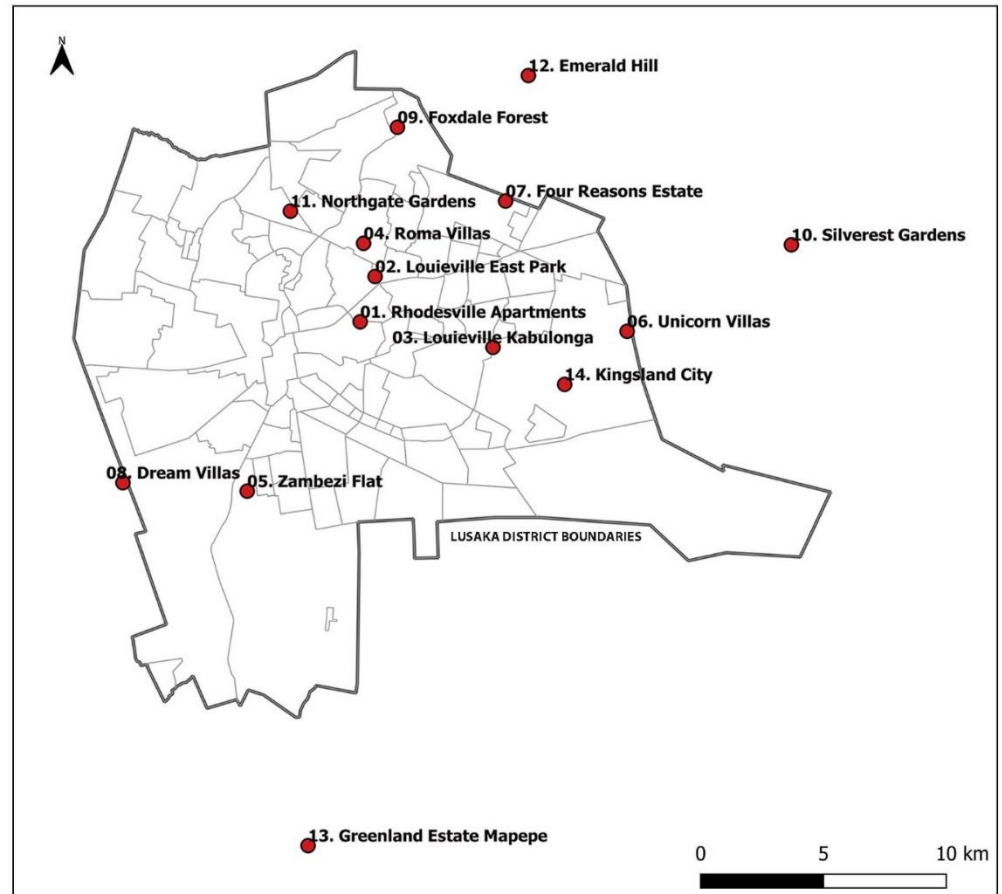 N
12. Emerald Hill
09. Foxdale Forest
07. Four Reasons Estate
11. Northgate Gardens
04. Roma Villas
10. Silverest Gardens
02. Louieville East Park
01. Rhodesville Apartments
06. Unicorn Villas
03. Louieville Kabulonga
14. Kingsland City
08. Dream Villas
05. Zambezi Flat
LUSAKA DISTRICT BOUNDARIES
13. Greenland Estate Mapepe
0 5 10 km